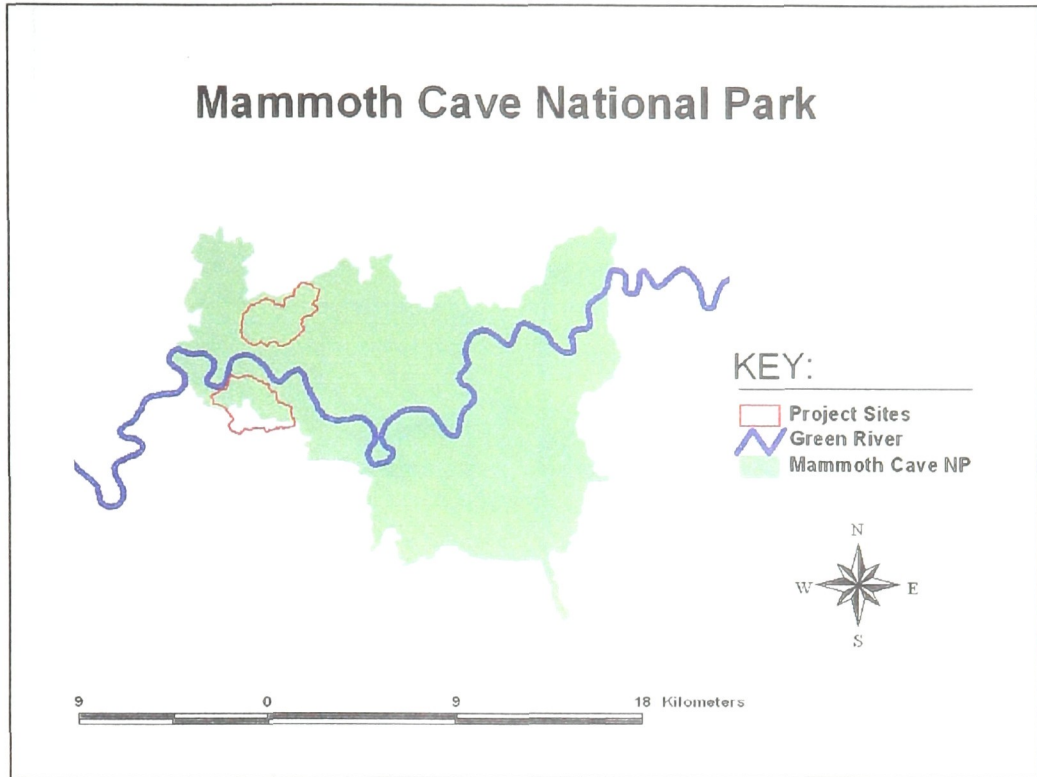 Mammoth Cave National Park
KEY:
Project Sites
Green River
Mammoth Cave NP
N
W E
S
9 0 9 18 Kilometers